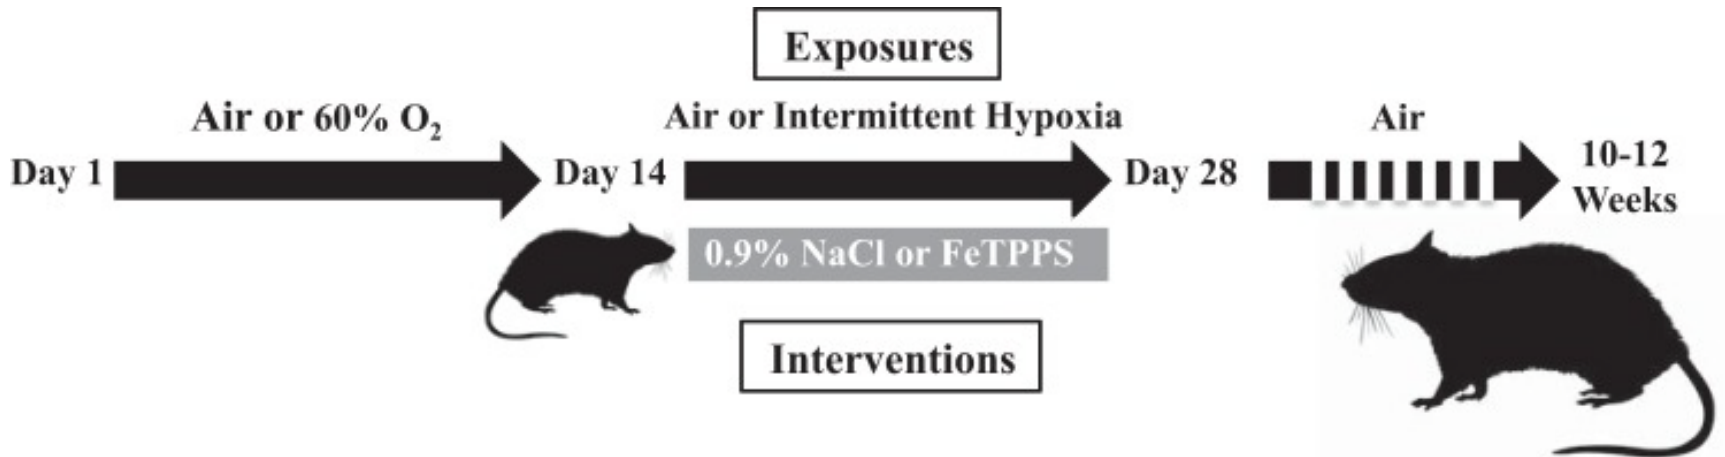 Exposures
Air or 60% O₂
Air or Intermittent Hypoxia
Air
Day 1
Day 14
Day 28
10-12
Weeks
0.9% NaCl or FeTPPS
Interventions